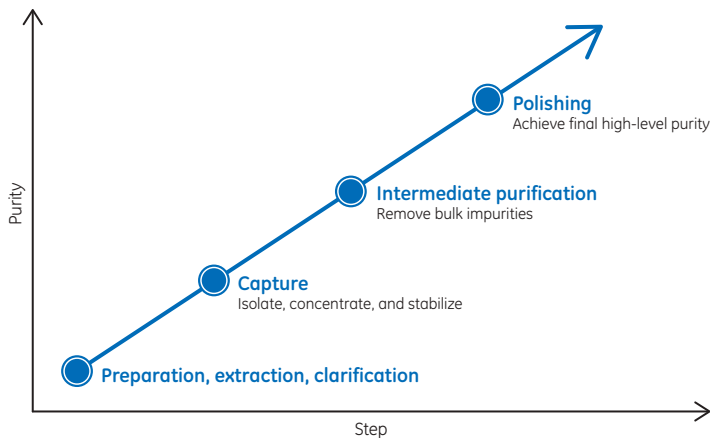 Polishing
Achieve final high-level purity
Intermediate purification
Remove bulk impurities
Purity
Capture
Isolate, concentrate, and stabilize
Preparation, extraction, clarification
Step